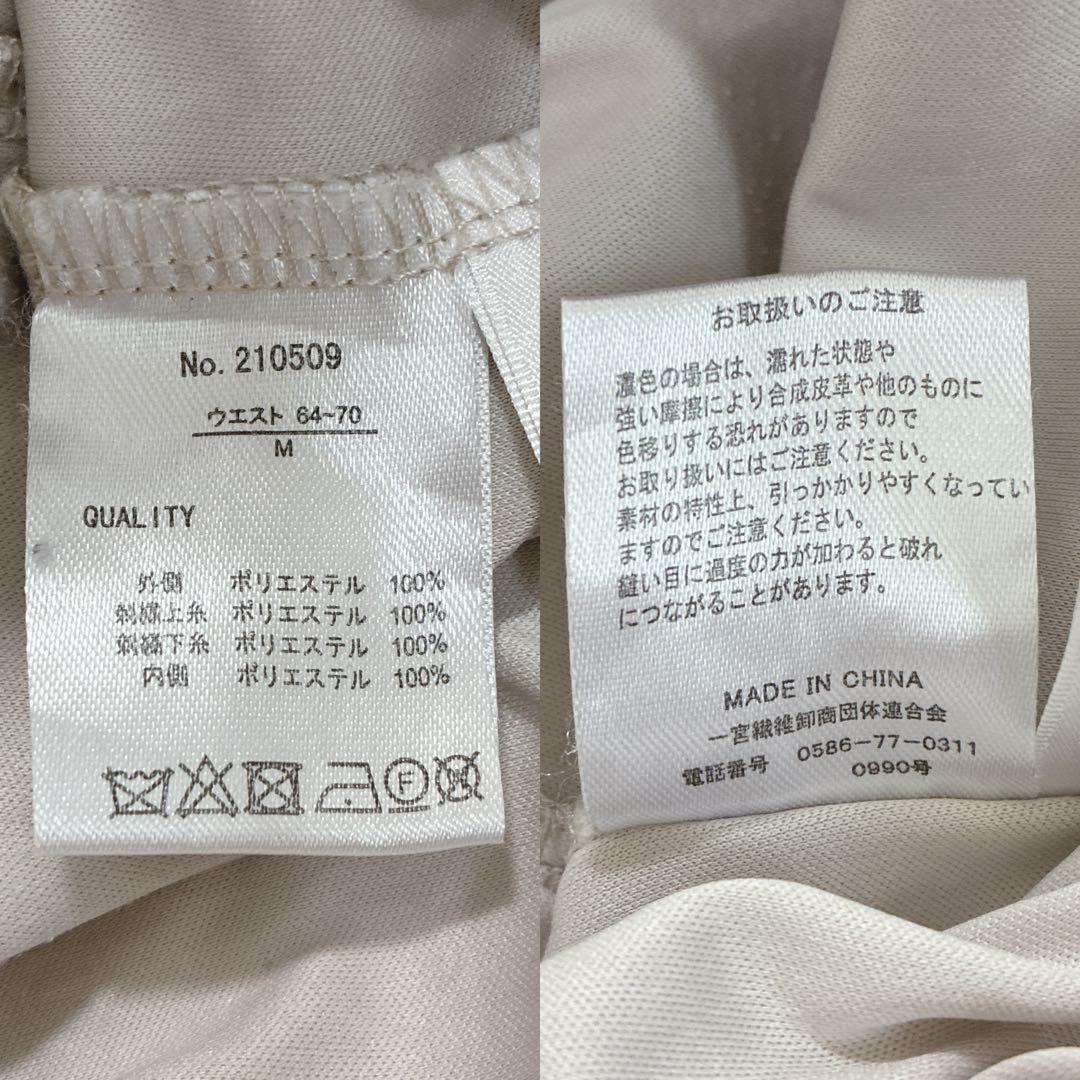 No. 210509
ウエスト 64~70
M
QUALITY
外側 ポリエステル 100%
刺繍上糸 ポリエステル 100%
刺繍下糸 ポリエステル 100%
内側 ポリエステル 100%
F
お取扱いのご注意
濃色の場合は、濡れた状態や
強い摩擦により合成皮革や他のものに
色移りする恐れがありますので
お取り扱いにはご注意ください。
素材の特性上、引っかかりやすくなってい
ますのでご注意ください。
縫い目に過度の力が加わると破れ
につながることがあります。
MADE IN CHINA
一宮繊維卸商団体連合会
電話番号 0586-77-0311
0990号